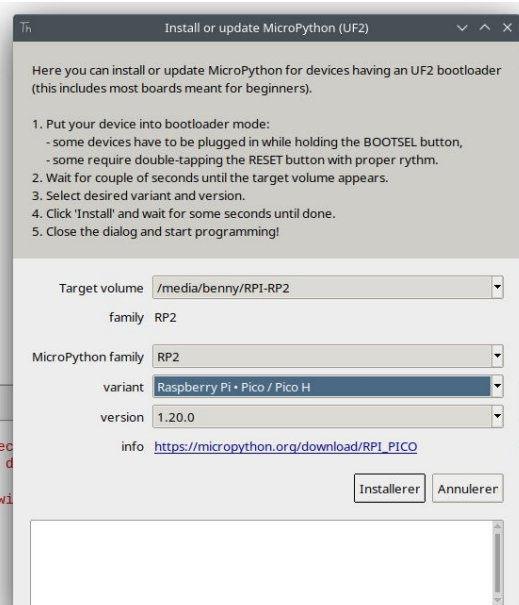 Th Install or update MicroPython (UF2)
Here you can install or update MicroPython for devices having an UF2 bootloader
(this includes most boards meant for beginners).
1. Put your device into bootloader mode:
- some devices have to be plugged in while holding the BOOTSEL button,
- some require double-tapping the RESET button with proper rythm.
2. Wait for couple of seconds until the target volume appears.
3. Select desired variant and version.
4. Click 'Install' and wait for some seconds until done.
5. Close the dialog and start programming!
Target volume /media/benny/RPI-RP2
family RP2
MicroPython family RP2
variant Raspberry Pi • Pico / Pico H
version 1.20.0
ec
info https://micropython.org/download/RPI_PICO
d
Installerer Annulerer
wi